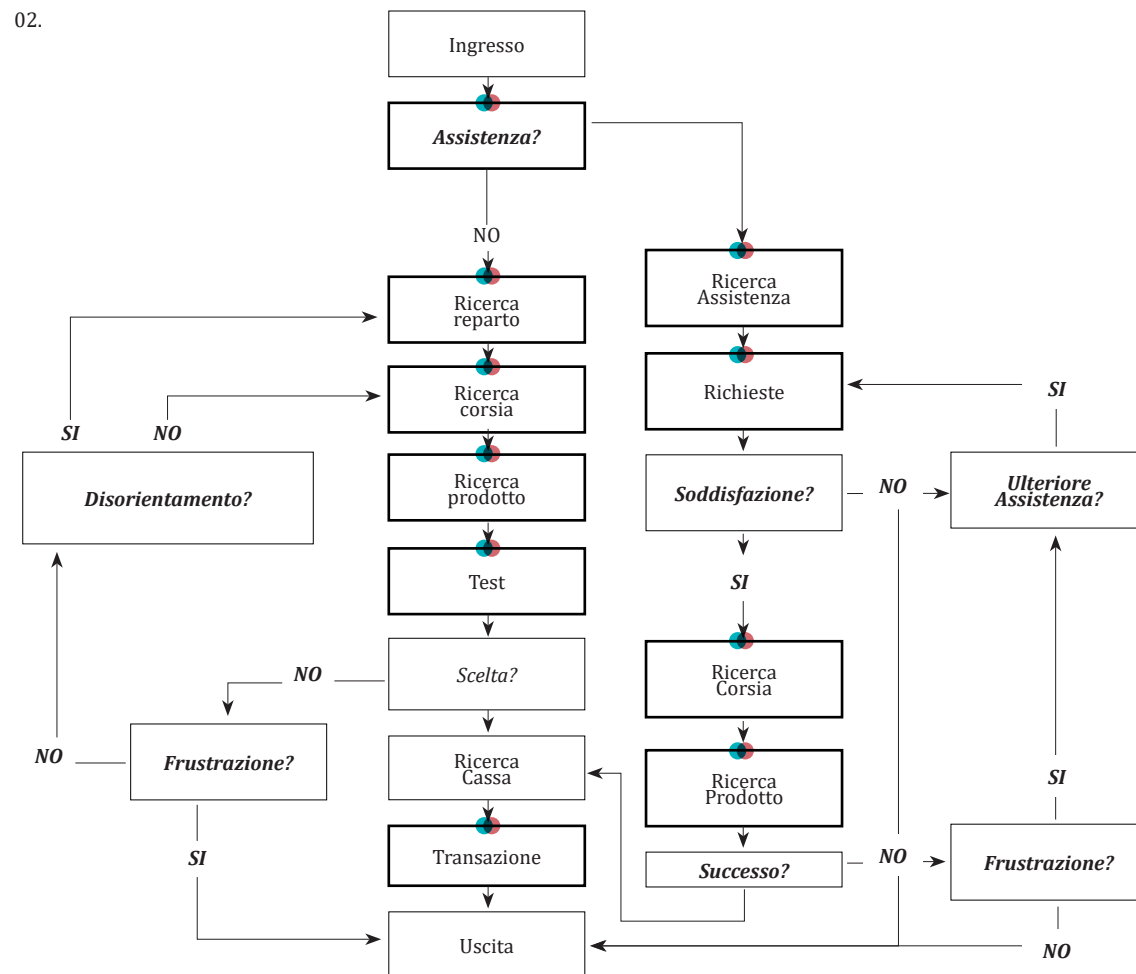 02.
Ingresso
Assistenza?
NO
Ricerca
Assistenza
Ricerca
reparto
Richieste
Ricerca
corsia
SI
SI
NO
Ricerca
prodotto
Disorientamento?
Soddisfazione?
NO
Ulteriore
Assistenza?
Test
SI
Scelta?
NO
Ricerca
Corsia
Frustrazione?
NO
Ricerca
Cassa
Ricerca
Prodotto
SI
SI
Transazione
Successo?
NO
Frustrazione?
Uscita
NO